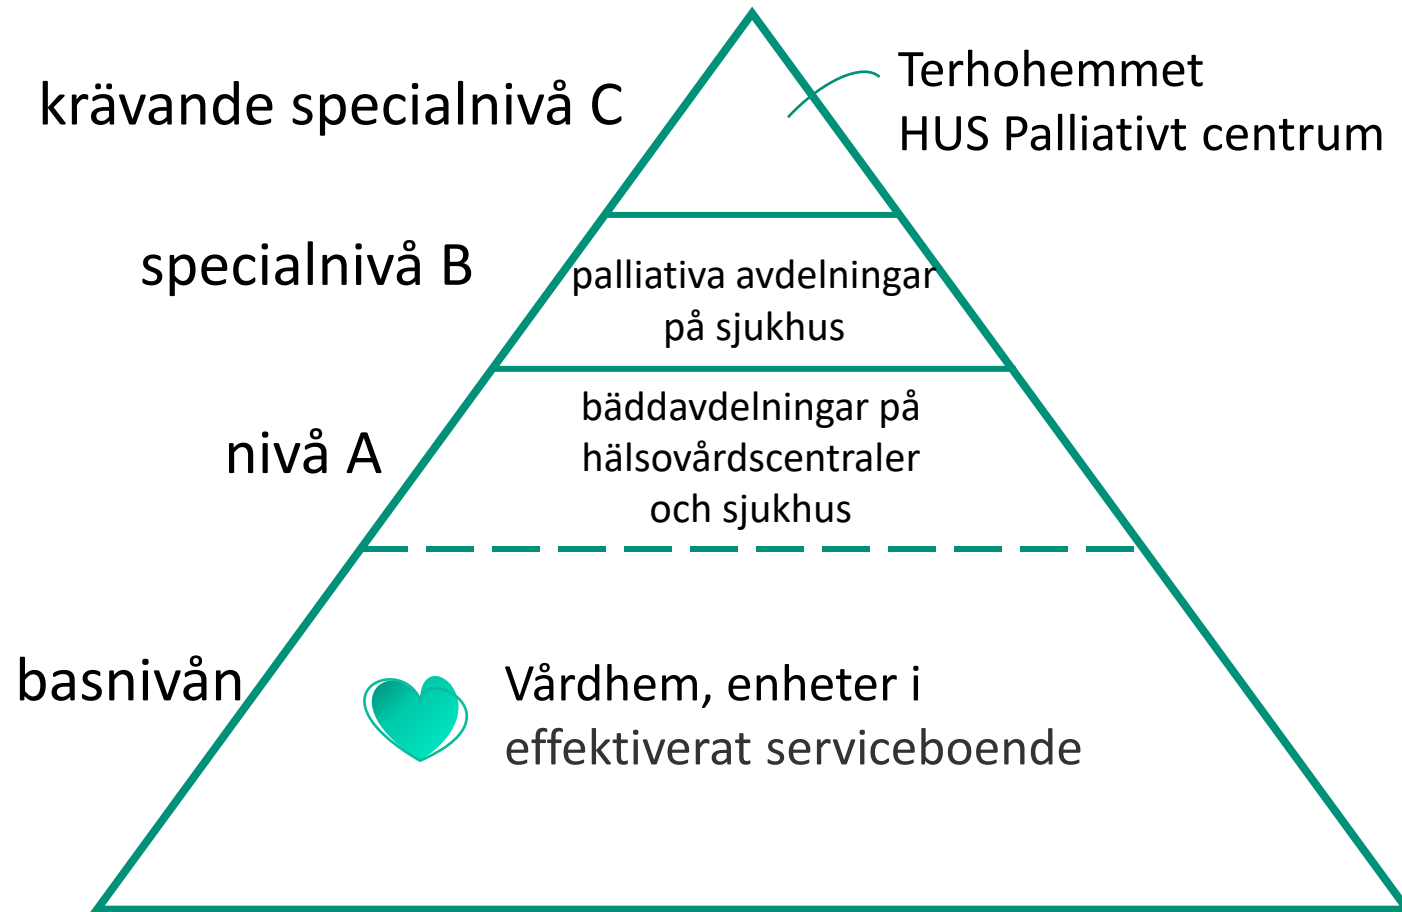 krävande specialnivå C
Terhohemmet
HUS Palliativt centrum
specialnivå B
palliativa avdelningar
på sjukhus
nivå A
bäddavdelningar på
hälsovårdscentraler
och sjukhus
basnivån
Vårdhem, enheter i
effektiverat serviceboende